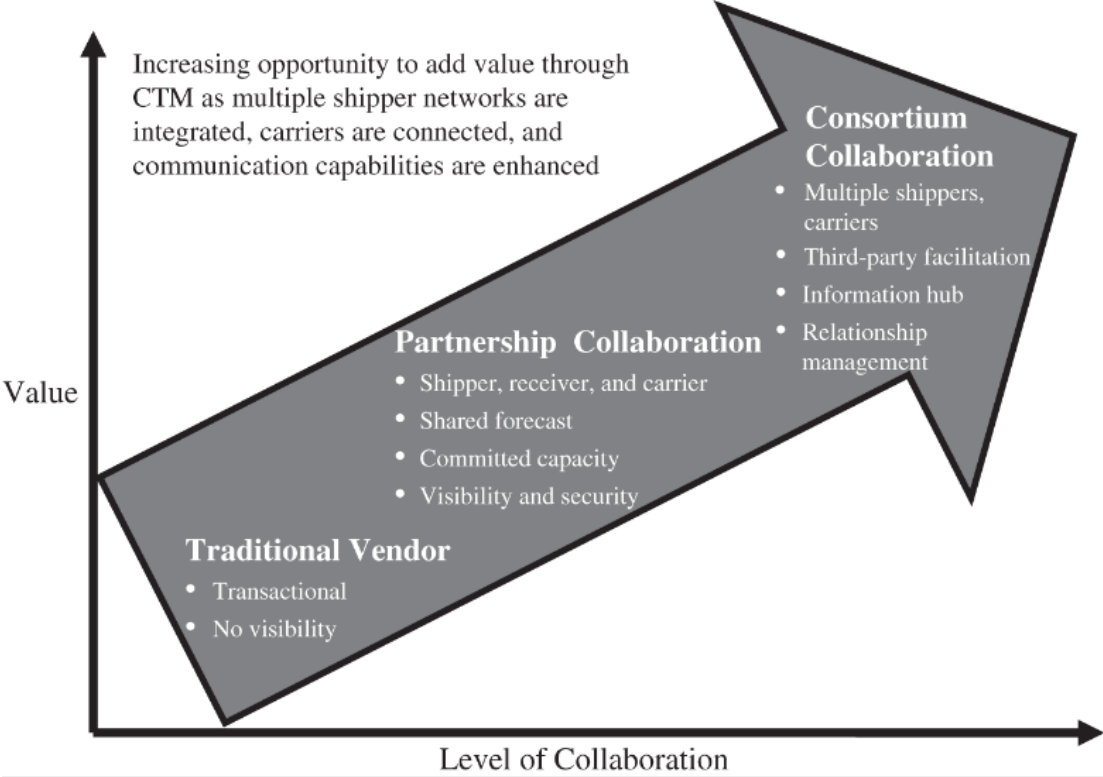 Increasing opportunity to add value through
CTM as multiple shipper networks are
integrated, carriers are connected, and
communication capabilities are enhanced
Consortium
Collaboration
• Multiple shippers,
carriers
• Third-party facilitation
• Information hub
• Relationship
management
Partnership Collaboration
• Shipper, receiver, and carrier
• Shared forecast
• Committed capacity
• Visibility and security
Value
Traditional Vendor
• Transactional
• No visibility
Level of Collaboration